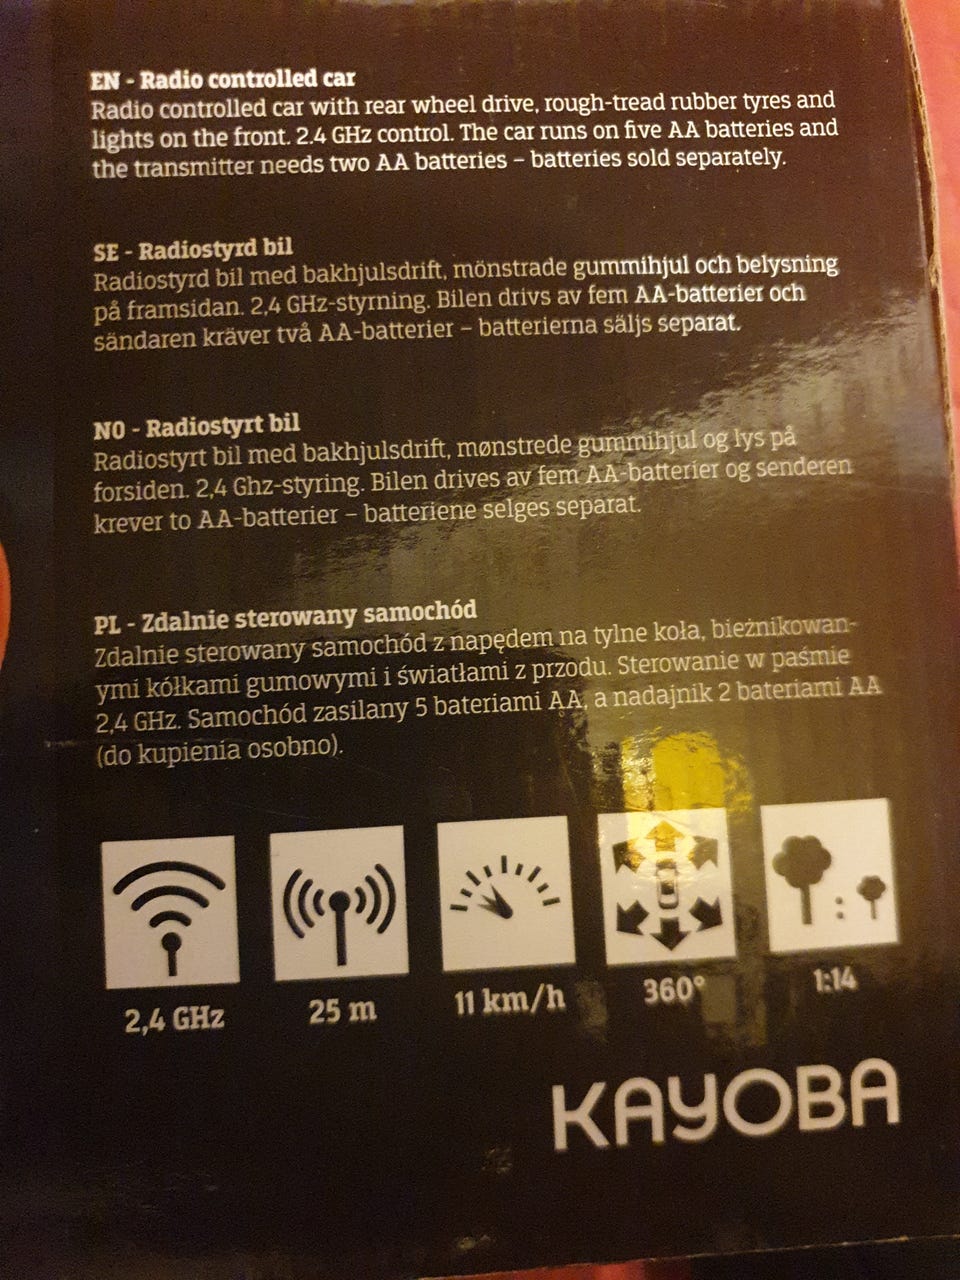 EN - Radio controlled car
Radio controlled car with rear wheel drive, rough-tread rubber tyres and
lights on the front. 2.4 GHz control. The car runs on five AA batteries and
the transmitter needs two AA batteries – batteries sold separately.
SE - Radiostyrd bil
Radiostyrd bil med bakhjulsdrift, mönstrade gummihjul och belysning
på framsidan. 2,4 GHz-styrning. Bilen drivs av fem AA-batterier och
sändaren kräver två AA-batterier – batterierna säljs separat.
NO - Radiostyrt bil
Radiostyrt bil med bakhjulsdrift, mønstrede gummihjul og lys på
forsiden. 2,4 Ghz-styring. Bilen drives av fem AA-batterier og senderen
krever to AA-batterier – batteriene selges separat.
PL - Zdalnie sterowany samochód
Zdalnie sterowany samochód z napędem na tylne koła, bieżnikowan-
ymi kółkami gumowymi i światłami z przodu. Sterowanie w paśmie
2,4 GHz. Samochód zasilany 5 bateriami AA, a nadajnik 2 bateriami AA
(do kupienia osobno).
2,4 GHz 25 m 11 km/h 360° 1:14
KAYOBA